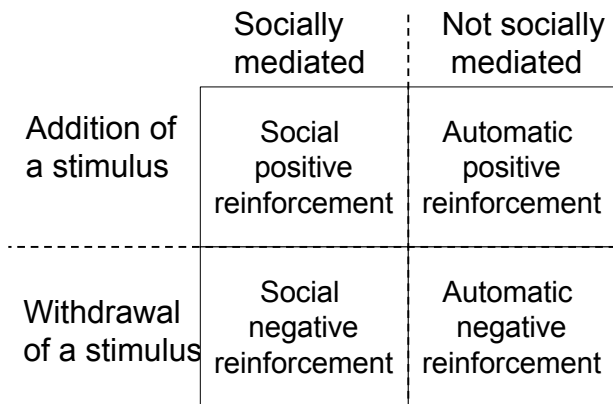 Socially
mediated
Not socially
mediated
Addition of
a stimulus
Social
positive
reinforcement
Automatic
positive
reinforcement
Withdrawal
of a stimulus
Social
negative
reinforcement
Automatic
negative
reinforcement